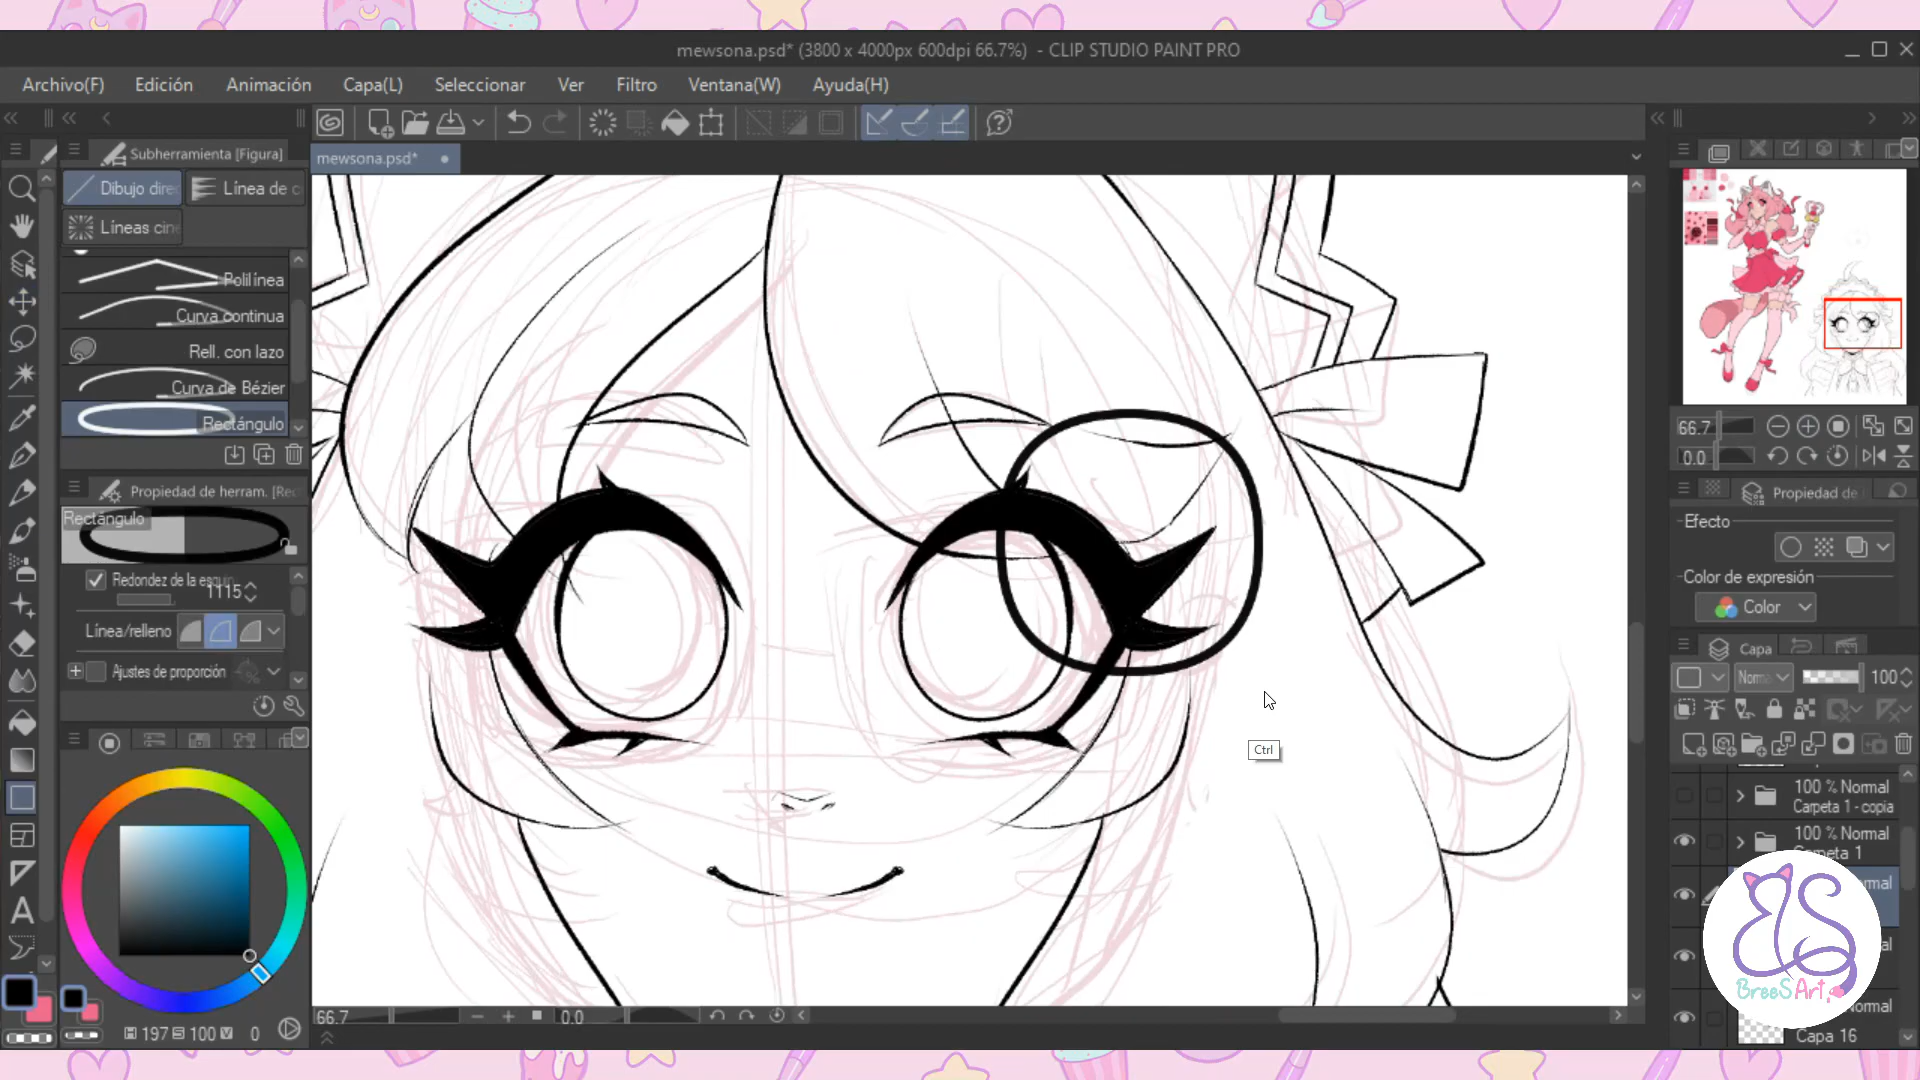 mewsona.psd* (3800 x 4000px 600dpi 66.7%) - CLIP STUDIO PAINT PRO
Archivo(F) Edición Animación Capa(L) Seleccionar Ver Filtro Ventana(W) Ayuda(H)
Subherramienta [Figura]
mewsona.psd*
Dibujo dire
Línea de c
Líneas cin
Polilínea
Curva continua
Rell. con lazo
Curva de Bézier
Rectángulo
Propiedad de herram. [Rec
Rectángulo
Redondez de la esqui
1115
Línea/relleno
Ajustes de proporción
H 197 S 100 V 0
66.7
0.0
Ctrl
66.7
0.0
Propiedad de
Efecto
Color de expresión
Color
Capa
Norma
100
100 % Normal
Carpeta 1 - copia
100 % Normal
Carpeta 1
Capa 16
BreeSArt